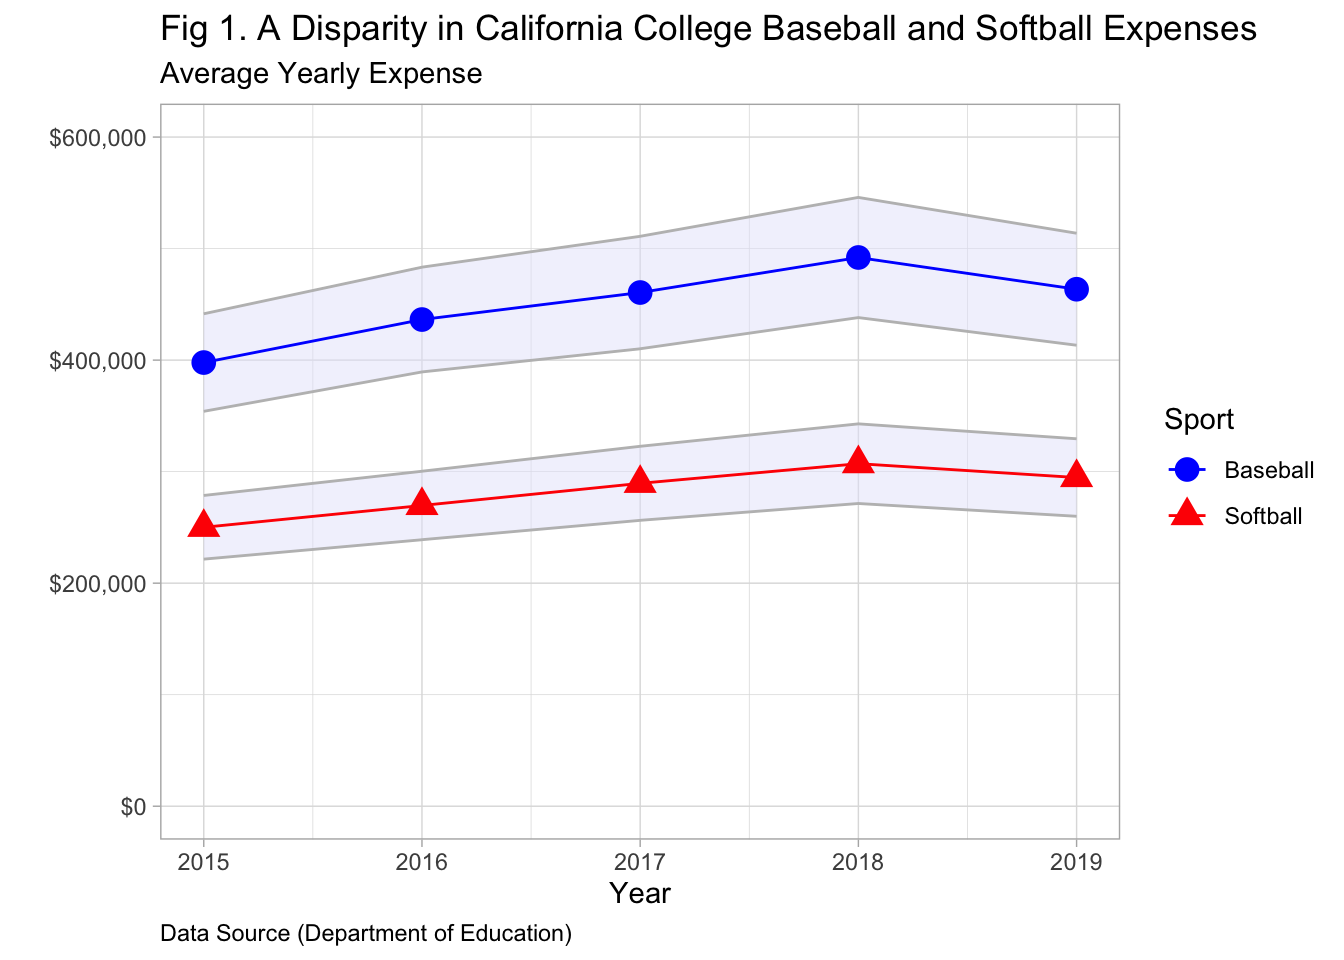 Fig 1. A Disparity in California College Baseball and Softball Expenses
Average Yearly Expense
$600,000
$400,000
$200,000
$0
2015 2016 2017 2018 2019
Year
Sport
Baseball
Softball
Data Source (Department of Education)